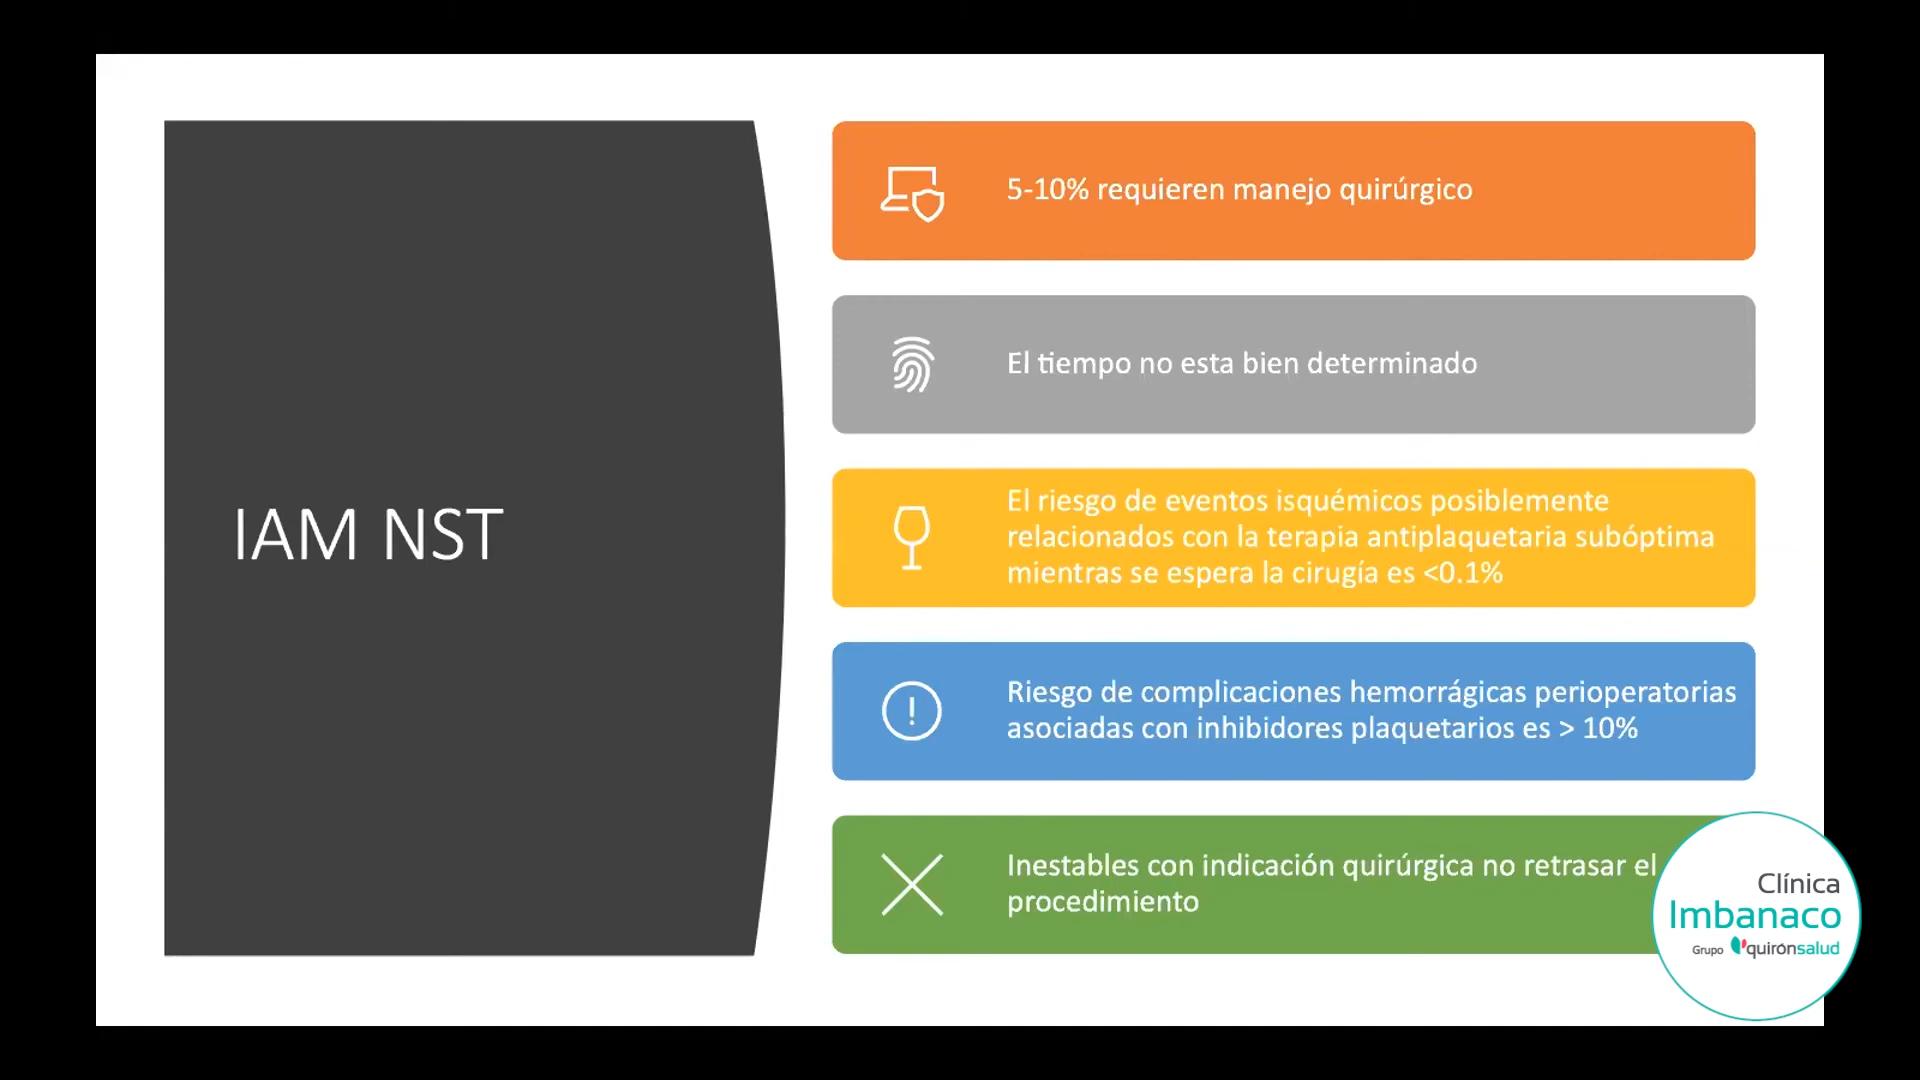 IAM NST
5-10% requieren manejo quirúrgico
El tiempo no esta bien determinado
El riesgo de eventos isquémicos posiblemente
relacionados con la terapia antiplaquetaria subóptima
mientras se espera la cirugía es <0.1%
Riesgo de complicaciones hemorrágicas perioperatorias
asociadas con inhibidores plaquetarios es > 10%
Inestables con indicación quirúrgica no retrasar el
procedimiento
Clínica
Imbanaco
Grupo quirónsalud